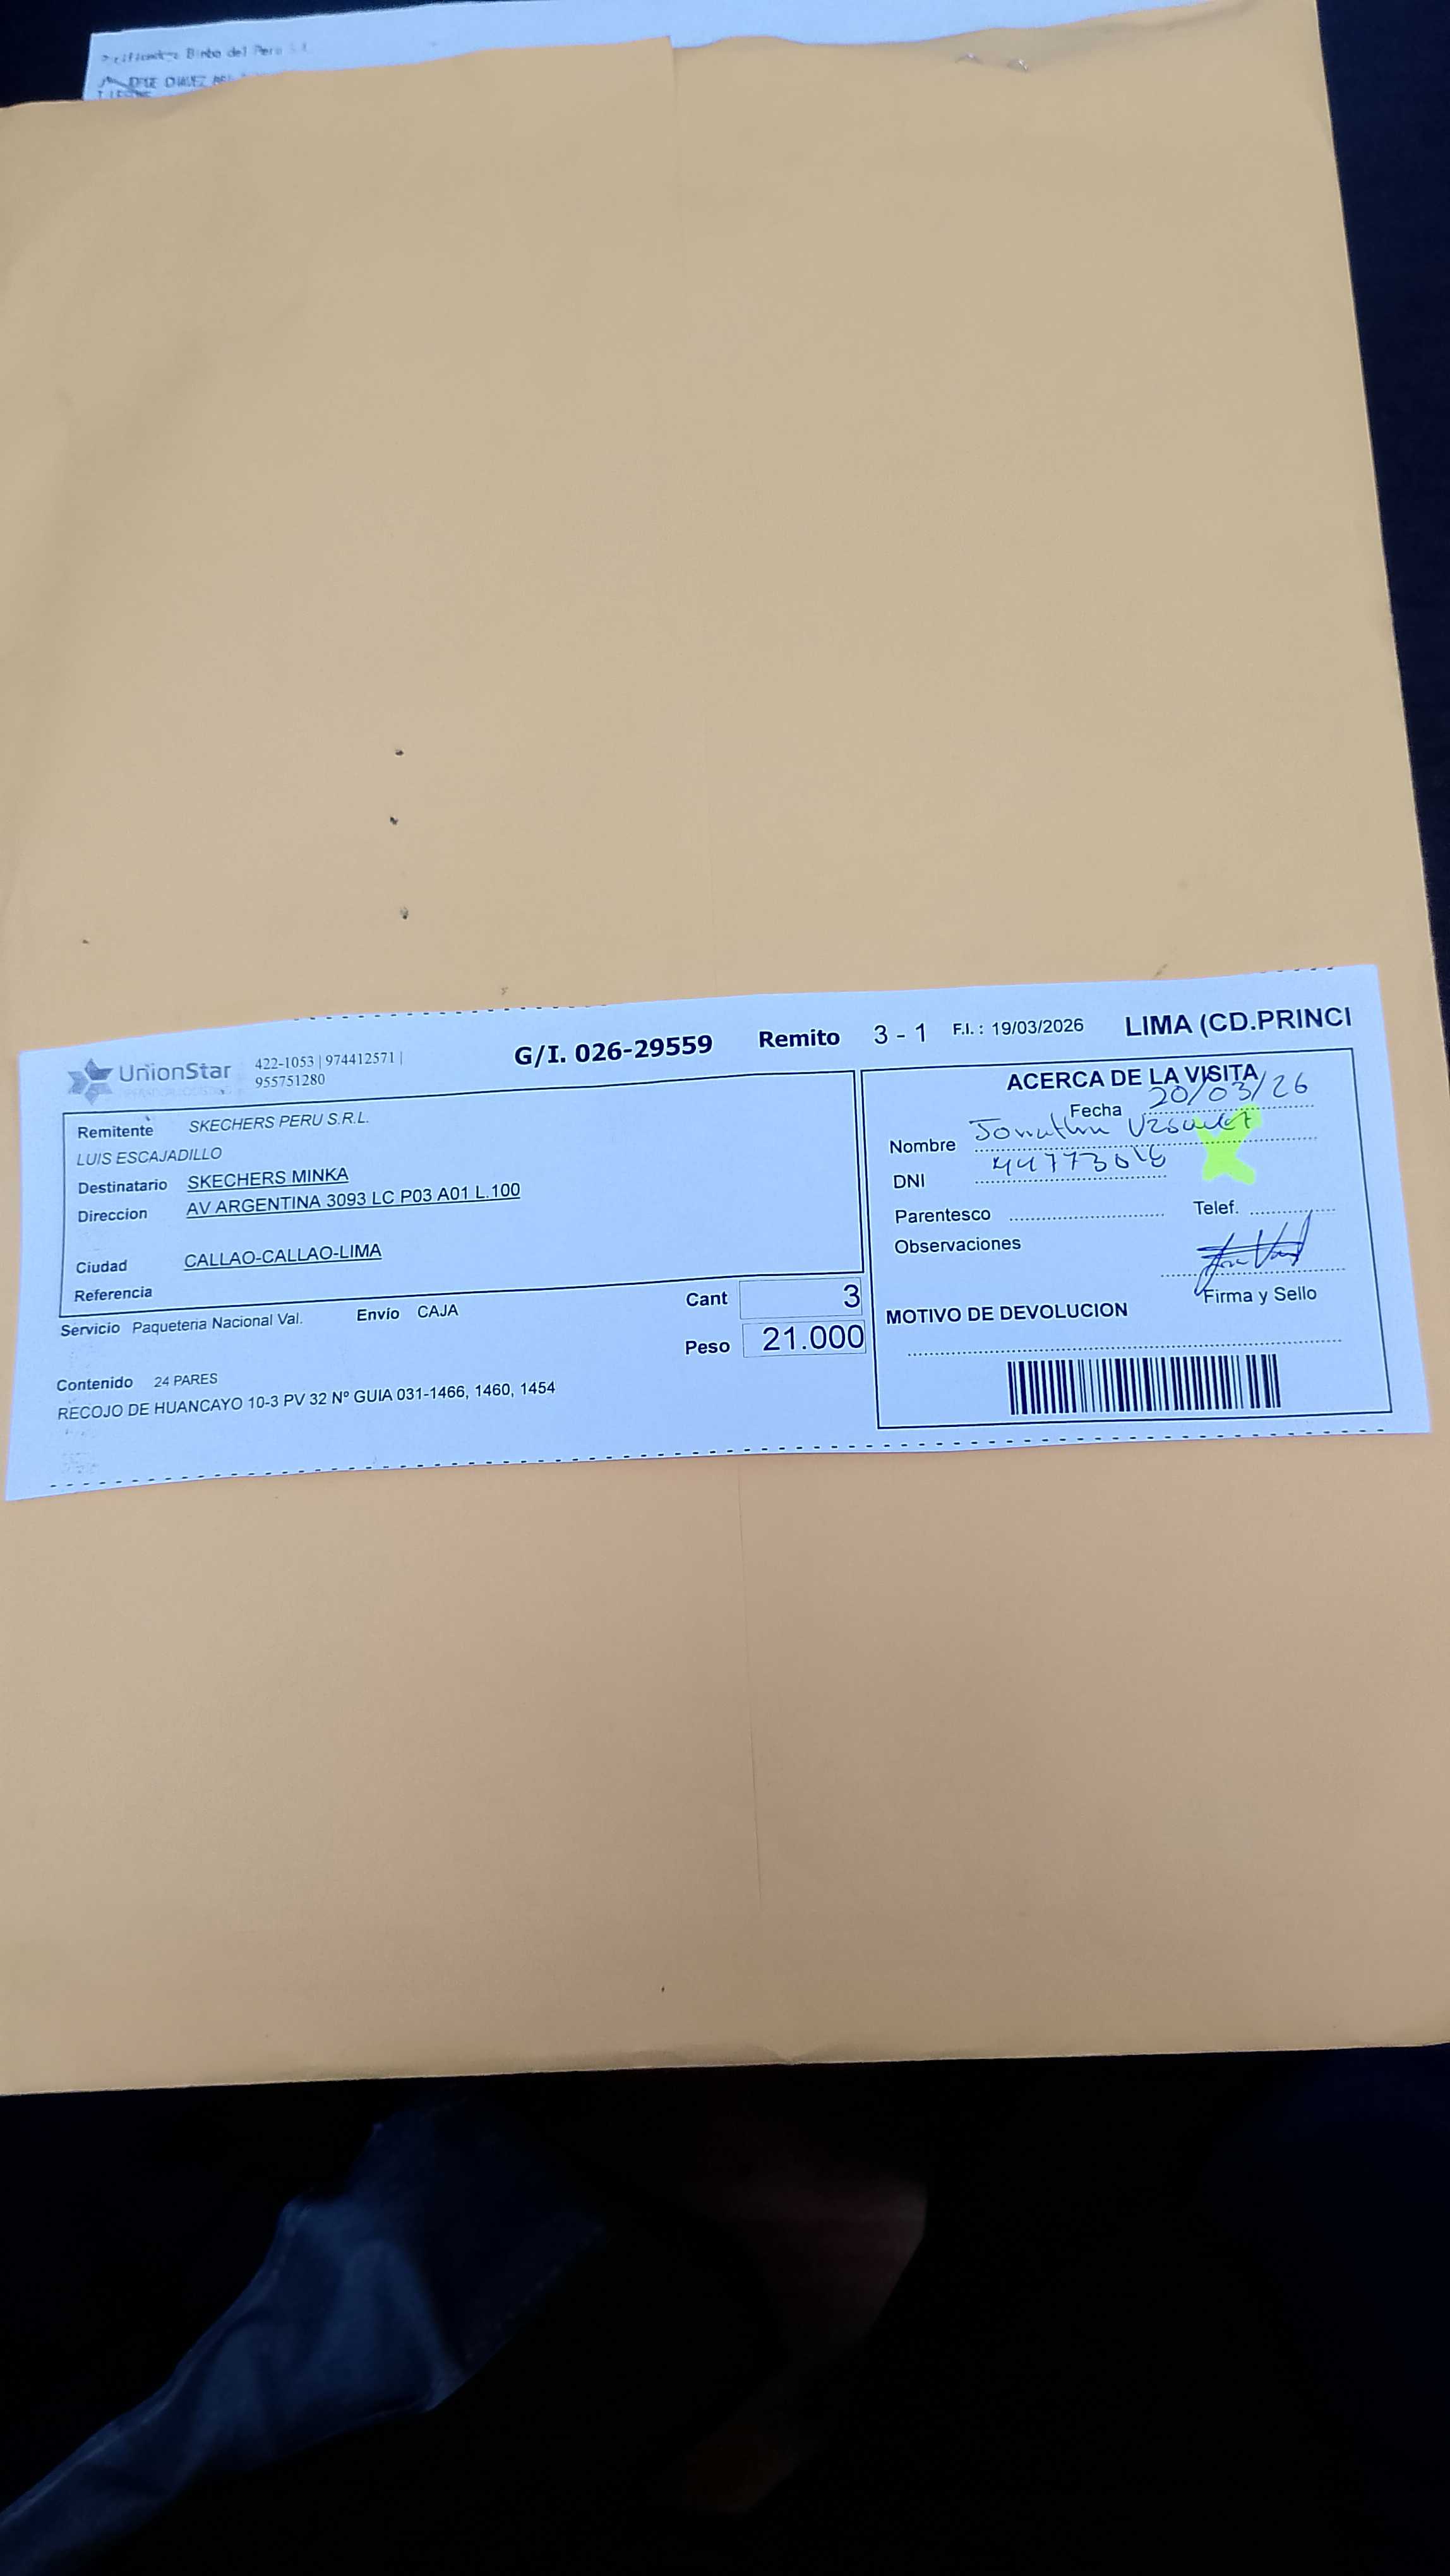 Bimbo del Peru S.A.
UnionStar
422-1053 | 974412571 |
955751280
G/I. 026-29559 Remito 3 - 1 F.I. : 19/03/2026 LIMA (CD.PRINCI
Remitente SKECHERS PERU S.R.L.
LUIS ESCAJADILLO
Destinatario SKECHERS MINKA
Direccion AV ARGENTINA 3093 LC P03 A01 L.100
Ciudad CALLAO-CALLAO-LIMA
Referencia
Servicio Paqueteria Nacional Val. Envío CAJA
Cant 3
Peso 21.000
Contenido 24 PARES
RECOJO DE HUANCAYO 10-3 PV 32 Nº GUIA 031-1466, 1460, 1454
ACERCA DE LA VISITA
Fecha 20/03/26
Nombre
DNI
Parentesco Telef.
Observaciones
Firma y Sello
MOTIVO DE DEVOLUCION